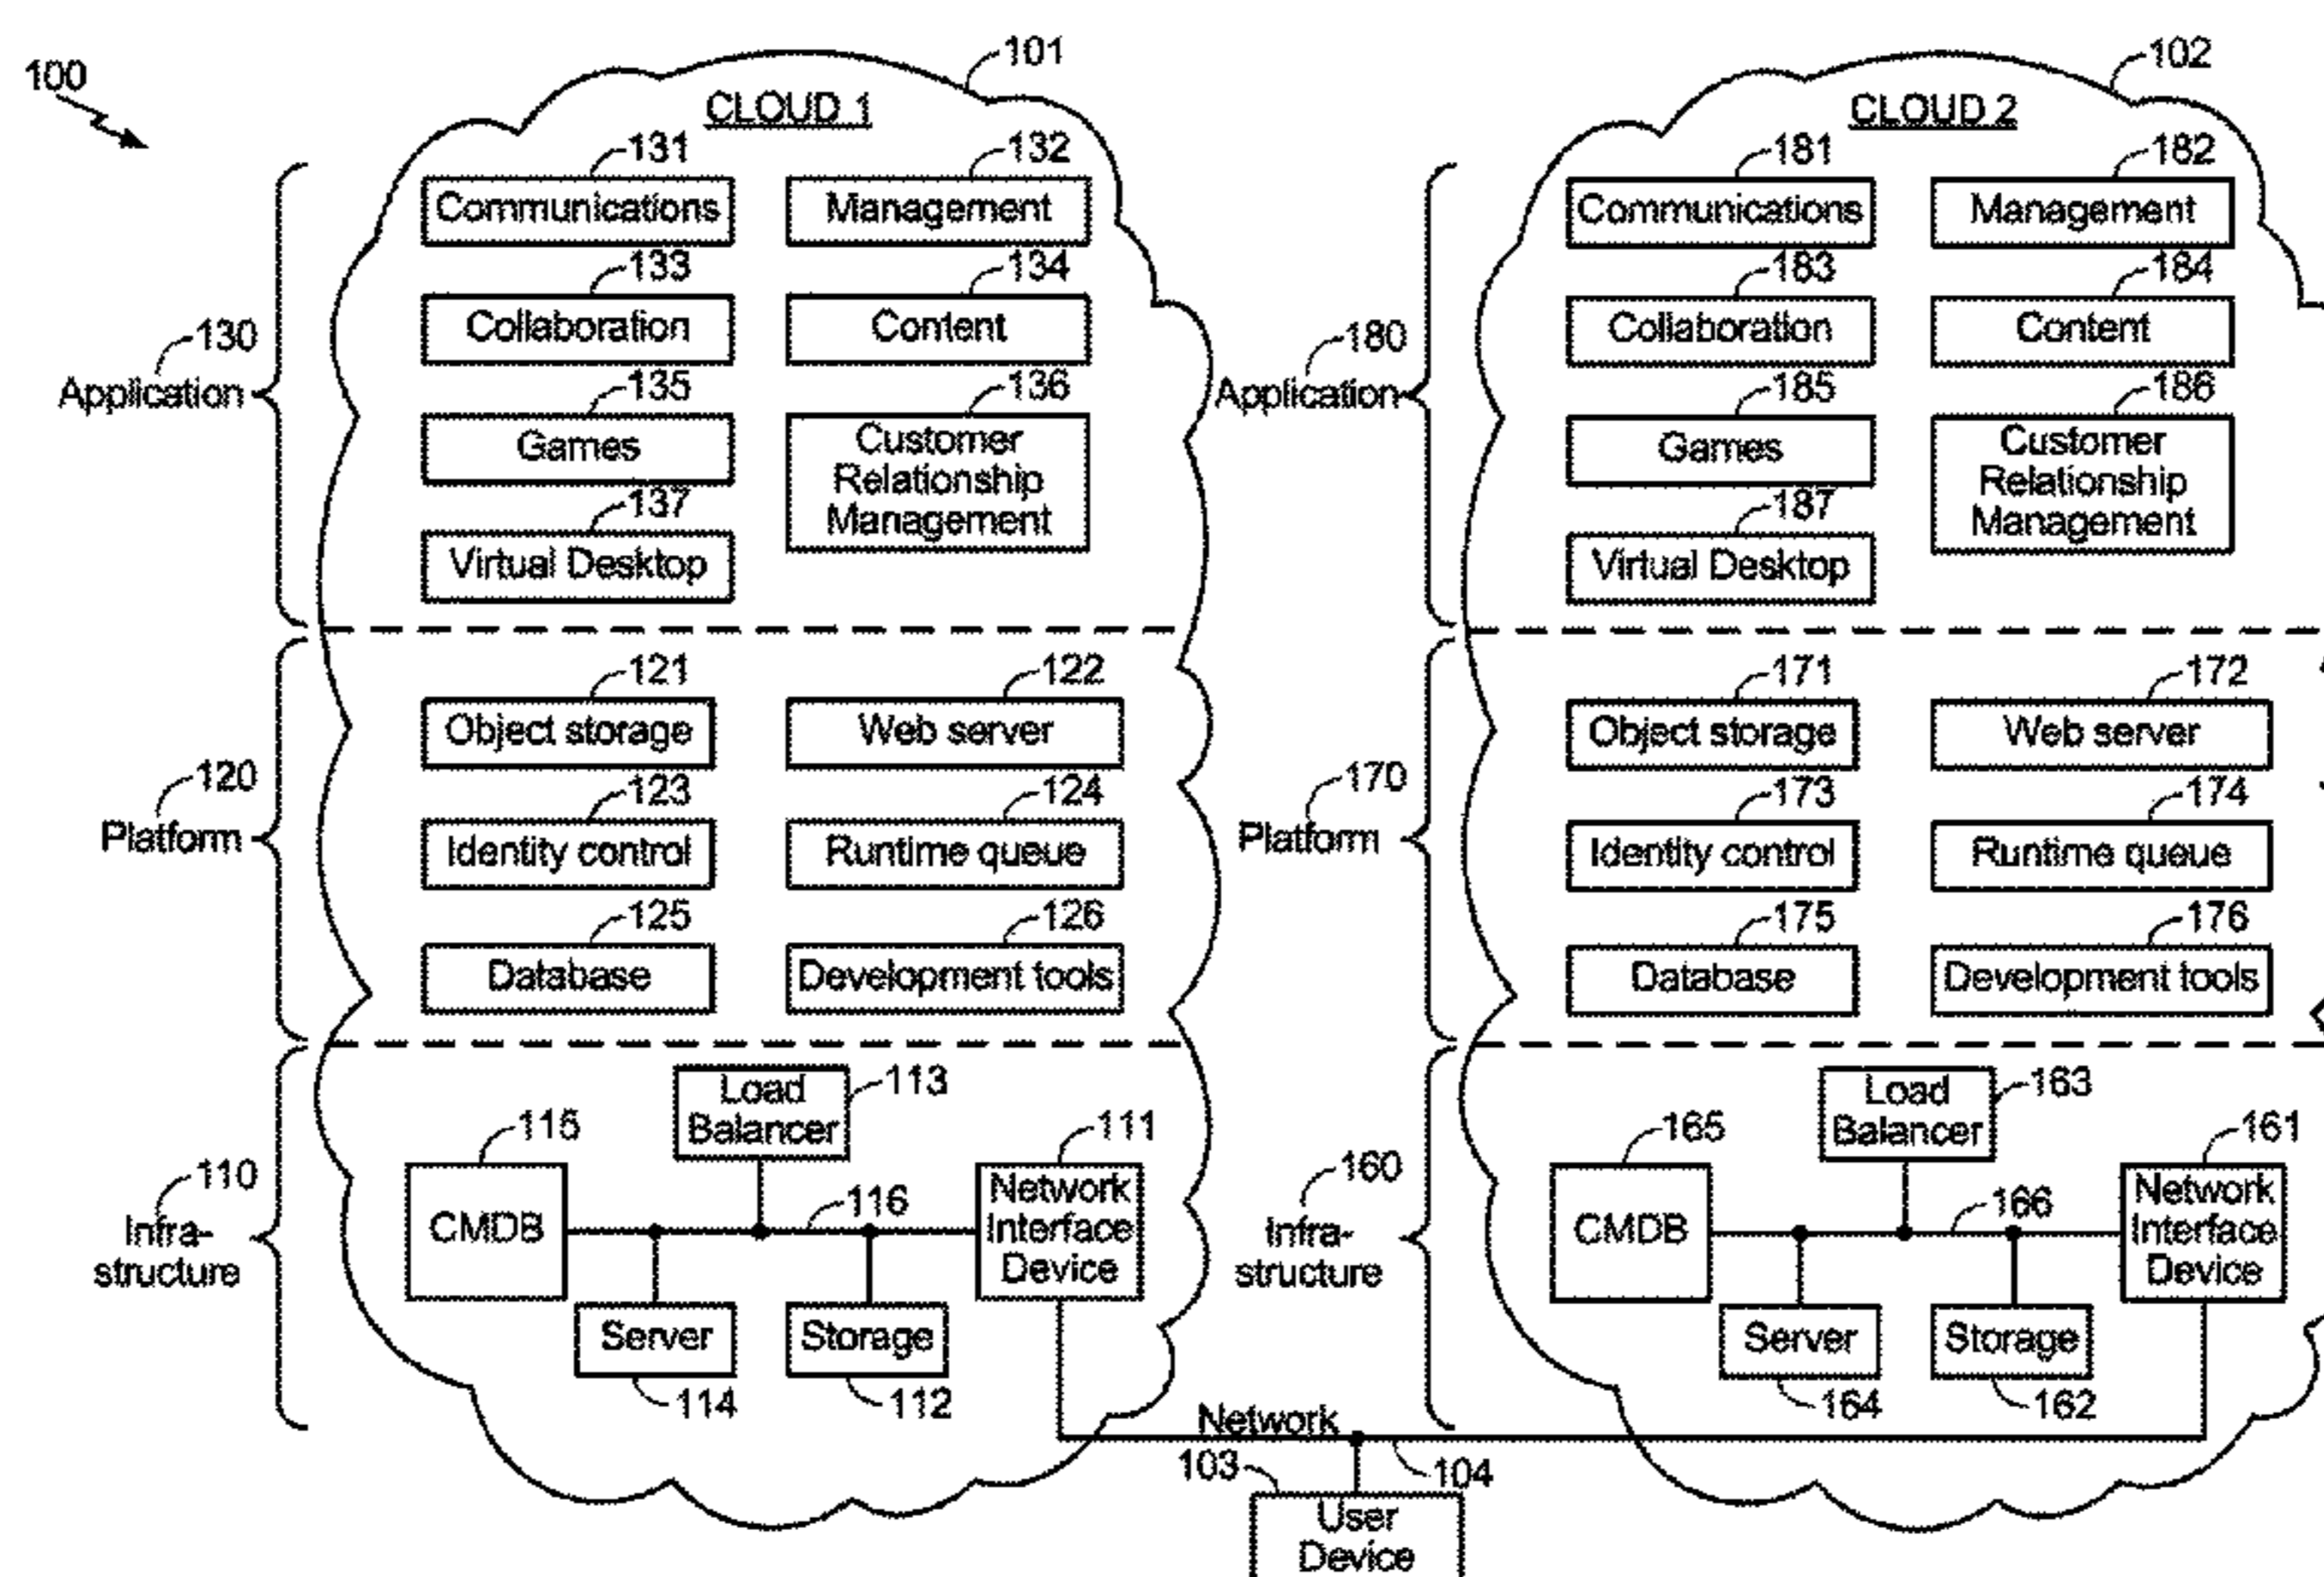 100
101
CLOUD 1
131
132
Communications
Management
133
134
Collaboration
Content
130
Application
135
136
Games
Customer
Relationship
Management
137
Virtual Desktop
121
122
Object storage
Web server
120
Platform
123
124
Identity control
Runtime queue
125
126
Database
Development tools
113
Load
Balancer
115
111
CMDB
116
Network
Interface
Device
110
Infra-
structure
Server
Storage
114
112
102
CLOUD 2
181
182
Communications
Management
183
184
Collaboration
Content
180
Application
185
186
Games
Customer
Relationship
Management
187
Virtual Desktop
171
172
Object storage
Web server
170
Platform
173
174
Identity control
Runtime queue
175
176
Database
Development tools
163
Load
Balancer
165
161
CMDB
166
Network
Interface
Device
160
Infra-
structure
Server
Storage
164
162
Network
103
104
User
Device